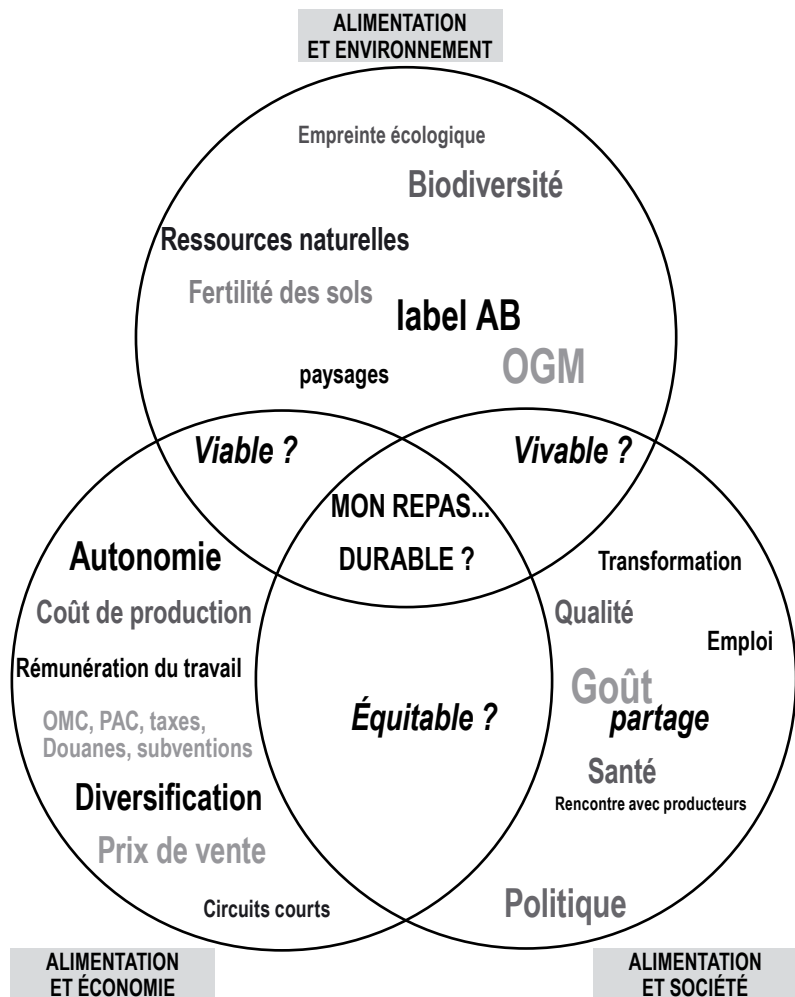 ALIMENTATION
ET ENVIRONNEMENT
Empreinte écologique
Biodiversité
Ressources naturelles
Fertilité des sols
label AB
OGM
paysages
Viable ?
Vivable ?
MON REPAS...
DURABLE ?
Autonomie
Coût de production
Rémunération du travail
OMC, PAC, taxes,
Douanes, subventions
Diversification
Prix de vente
Circuits courts
Équitable ?
Transformation
Qualité
Emploi
Goût
partage
Santé
Rencontre avec producteurs
Politique
ALIMENTATION
ET ÉCONOMIE
ALIMENTATION
ET SOCIÉTÉ